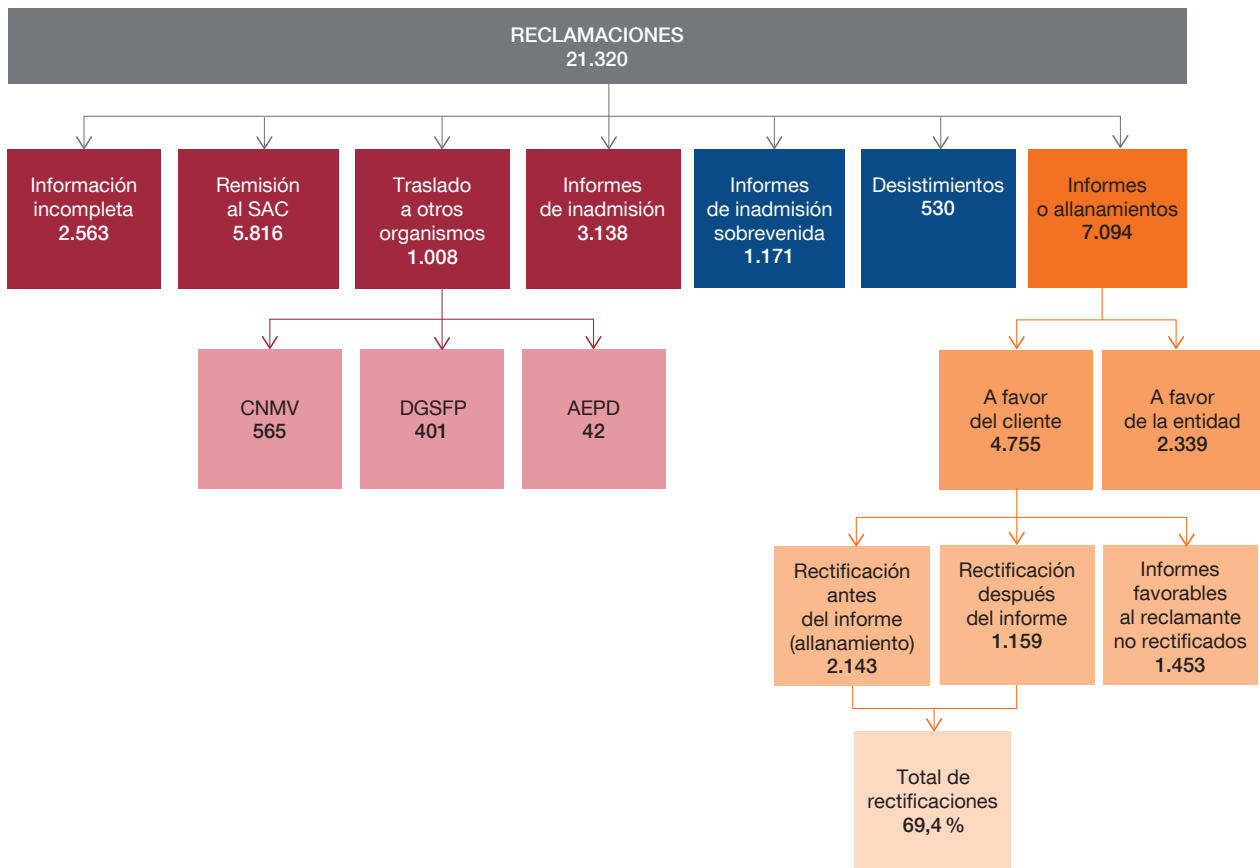 RECLAMACIONES
21.320
Información
incompleta
2.563
Remisión
al SAC
5.816
Traslado
a otros
organismos
1.008
Informes
de inadmisión
3.138
Informes
de inadmisión
sobrevenida
1.171
Desistimientos
530
Informes
o allanamientos
7.094
CNMV
565
DGSFP
401
AEPD
42
A favor
del cliente
4.755
A favor
de la entidad
2.339
Rectificación
antes
del informe
(allanamiento)
2.143
Rectificación
después
del informe
1.159
Informes
favorables
al reclamante
no rectificados
1.453
Total de
rectificaciones
69,4 %